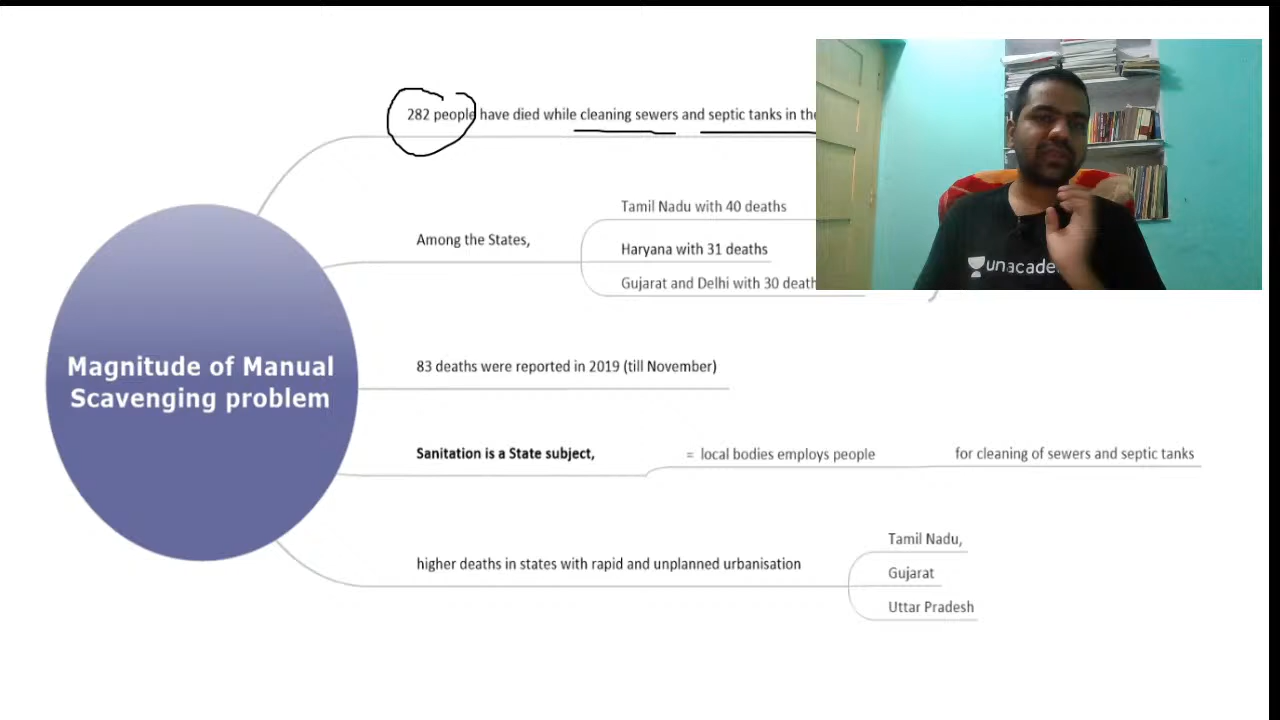 282 people have died while cleaning sewers and septic tanks in the
Among the States,
Tamil Nadu with 40 deaths
Haryana with 31 deaths
Gujarat and Delhi with 30
Magnitude of Manual
Scavenging problem
83 deaths were reported in 2019 (till November)
Sanitation is a State subject,
= local bodies employs people
for cleaning of sewers and septic tanks
higher deaths in states with rapid and unplanned urbanisation
Tamil Nadu,
Gujarat
Uttar Pradesh